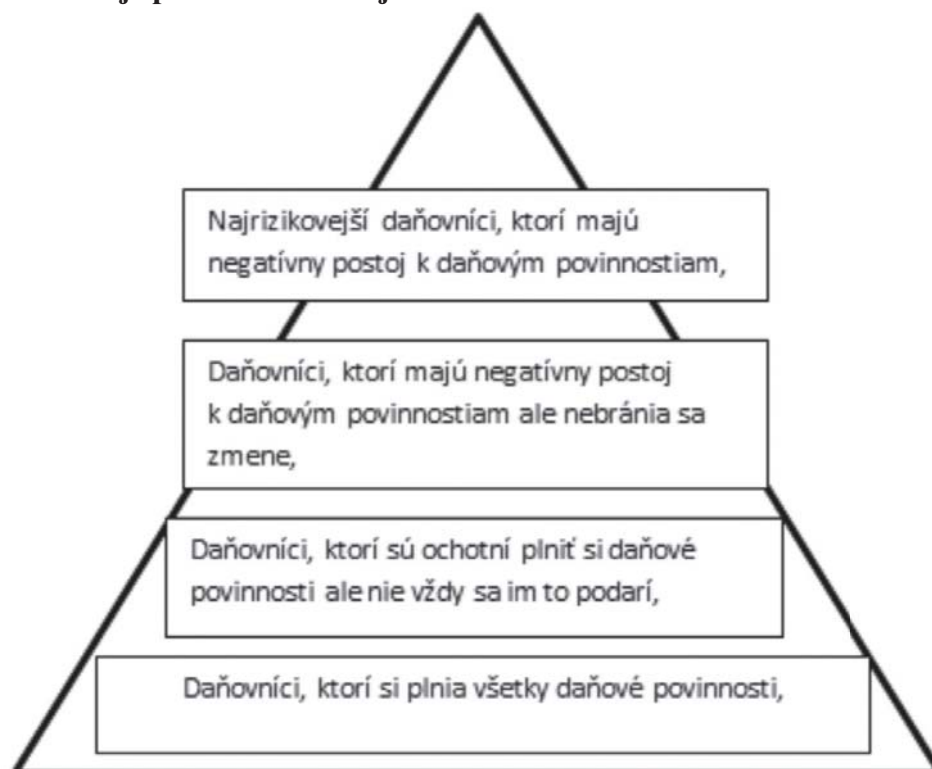 Najrizikovejší daňovníci, ktorí majú
negatívny postoj k daňovým povinnostiam,
Daňovníci, ktorí majú negatívny postoj
k daňovým povinnostiam ale nebránia sa
zmene,
Daňovníci, ktorí sú ochotní plniť si daňové
povinnosti ale nie vždy sa im to podarí,
Daňovníci, ktorí si plnia všetky daňové povinnosti,